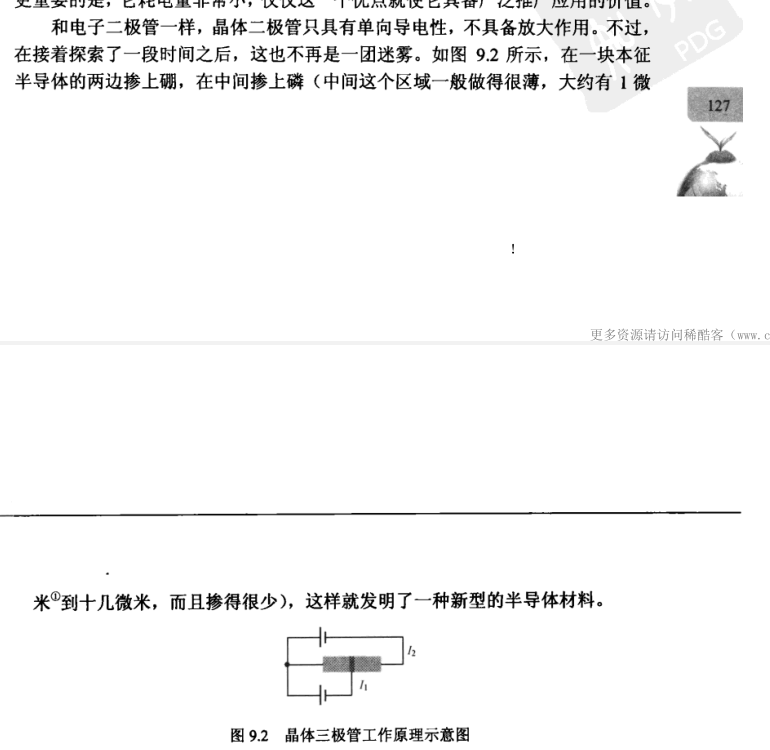 更重要的是，它耗电量非常小，仅仅这一个优点就使它具备广泛推广应用的价值。
和电子二极管一样，晶体二极管只具有单向导电性，不具备放大作用。不过，
在接着探索了一段时间之后，这也不再是一团迷雾。如图 9.2 所示，在一块本征
半导体的两边掺上硼，在中间掺上磷（中间这个区域一般做得很薄，大约有 1 微
PDG
127
!
更多资源请访问稀酷客（www.c
米①到十几微米，而且掺得很少），这样就发明了一种新型的半导体材料。
I2
I1
图 9.2 晶体三极管工作原理示意图